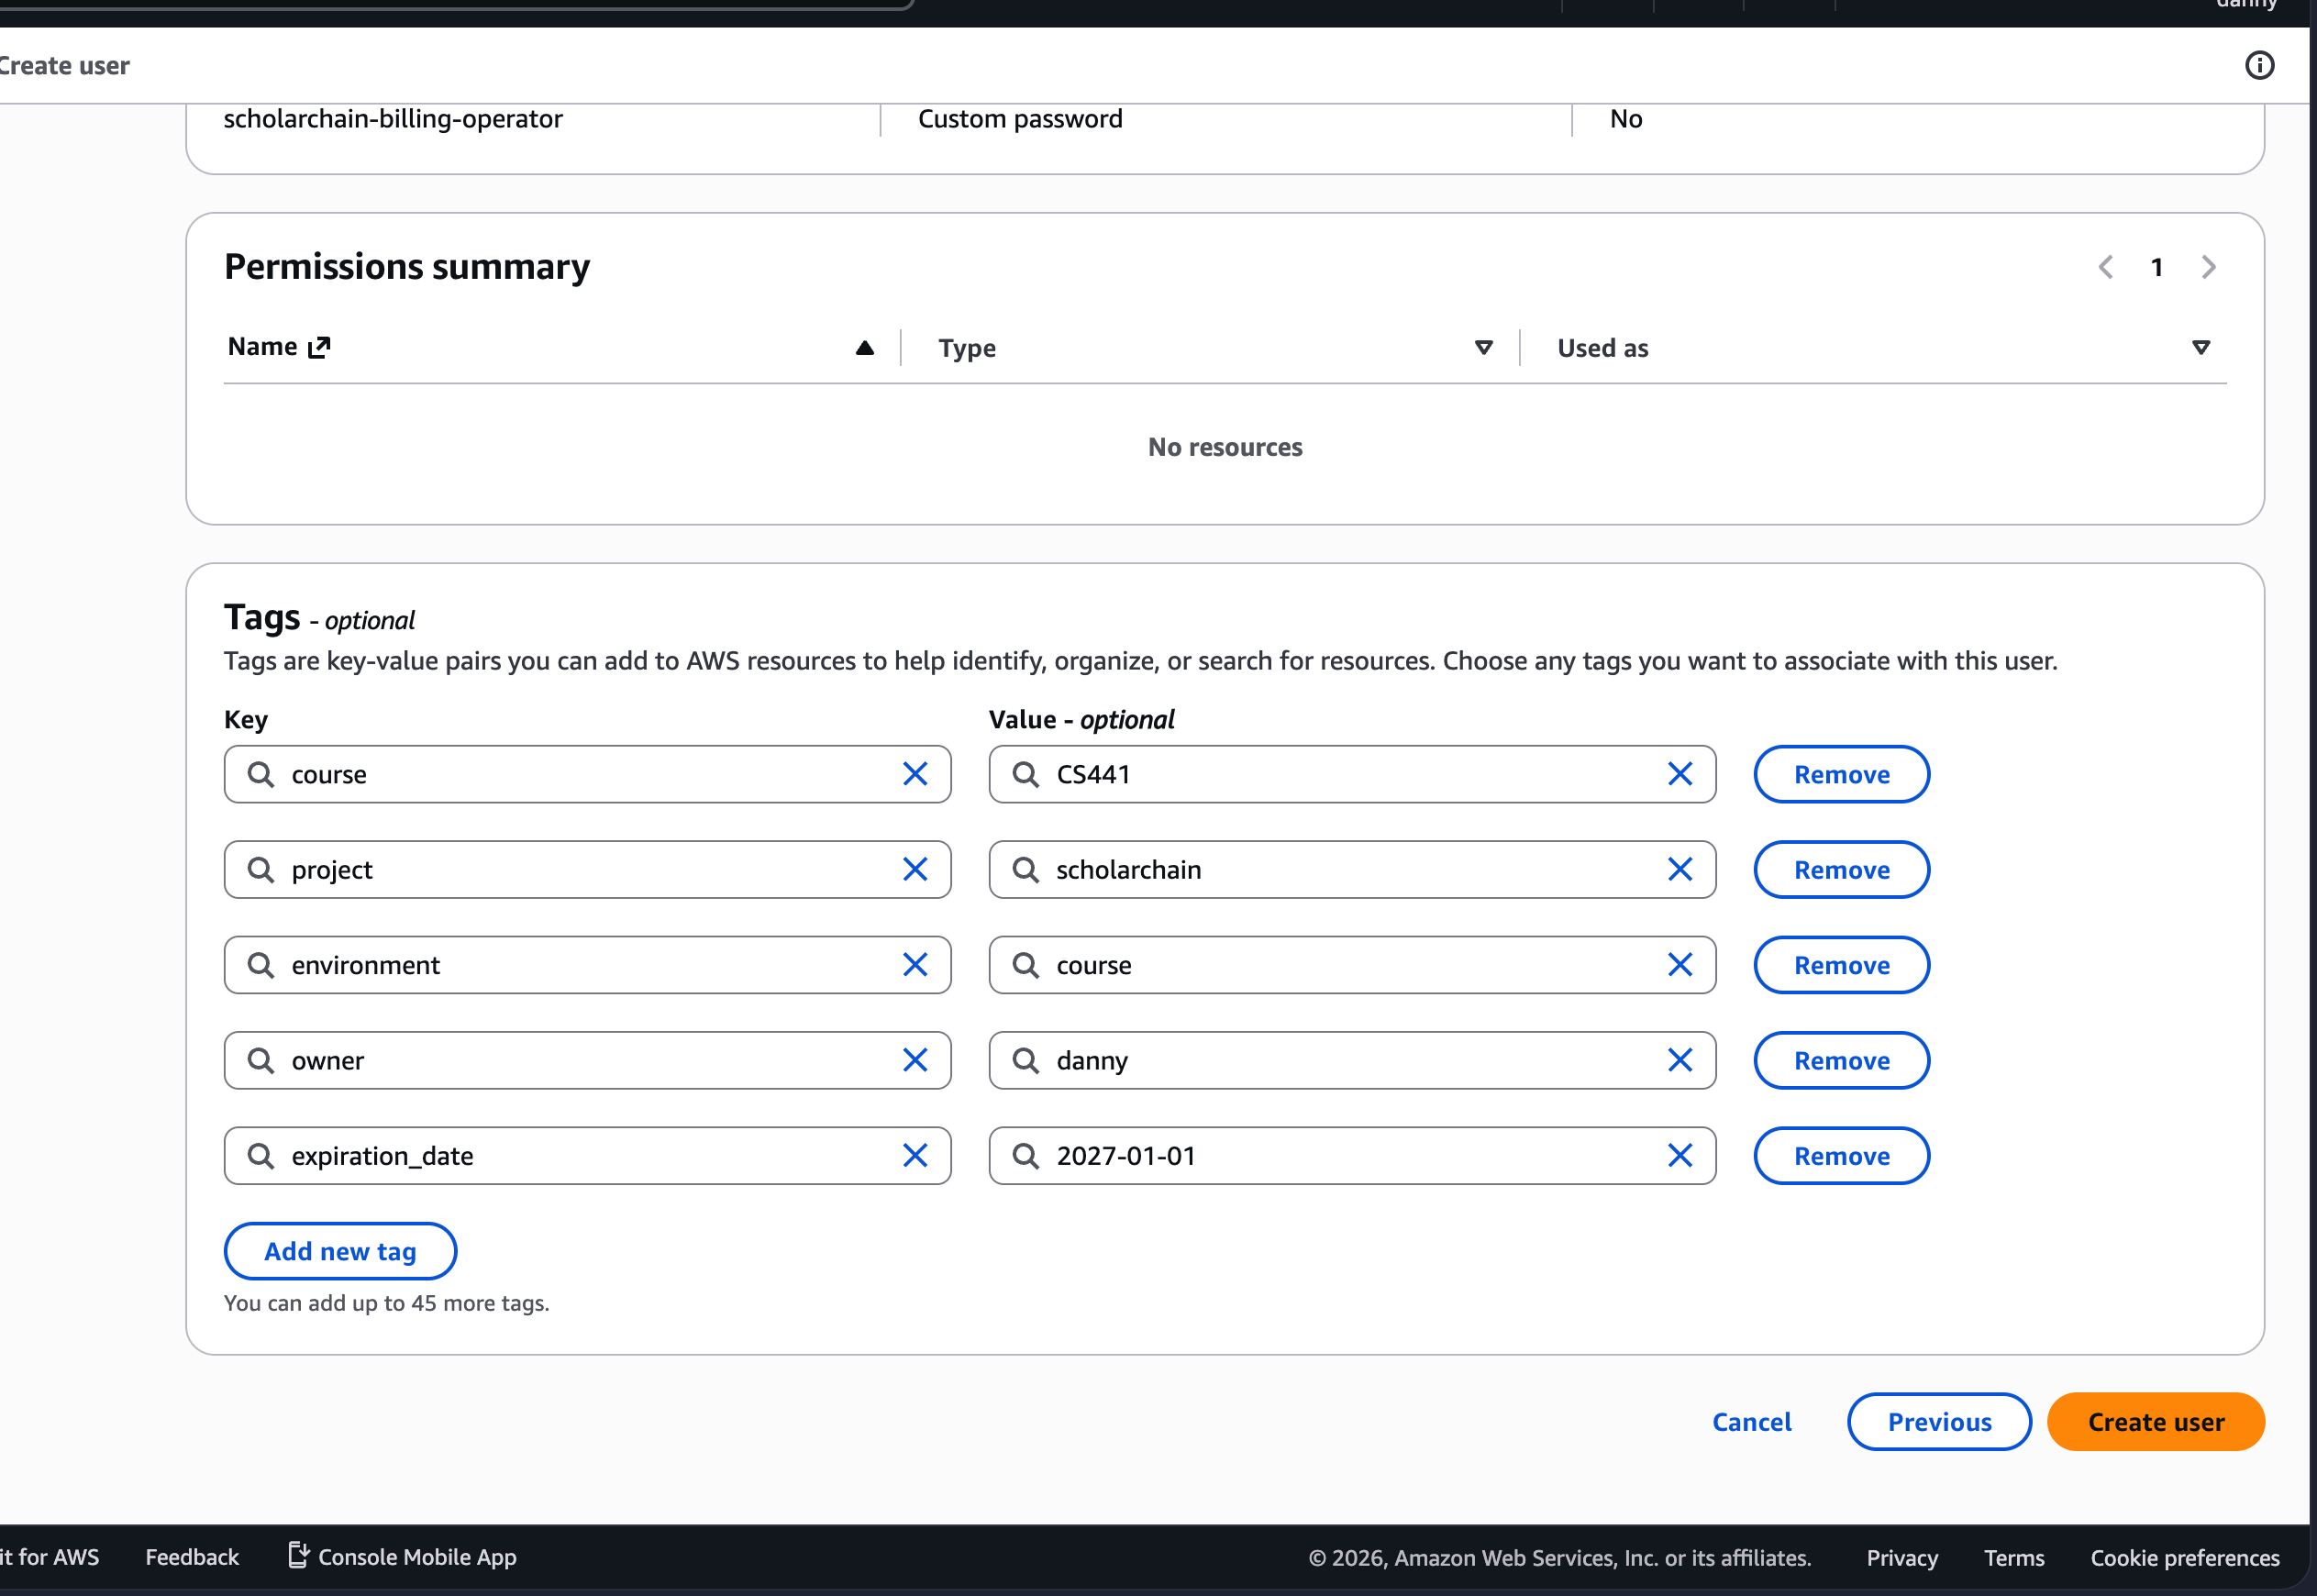 danny
Create user
scholarchain-billing-operator Custom password No
Permissions summary 1
Name Type Used as
No resources
Tags - optional
Tags are key-value pairs you can add to AWS resources to help identify, organize, or search for resources. Choose any tags you want to associate with this user.
Key Value - optional
course CS441 Remove
project scholarchain Remove
environment course Remove
owner danny Remove
expiration_date 2027-01-01 Remove
Add new tag
You can add up to 45 more tags.
Cancel Previous Create user
it for AWS Feedback Console Mobile App © 2026, Amazon Web Services, Inc. or its affiliates. Privacy Terms Cookie preferences